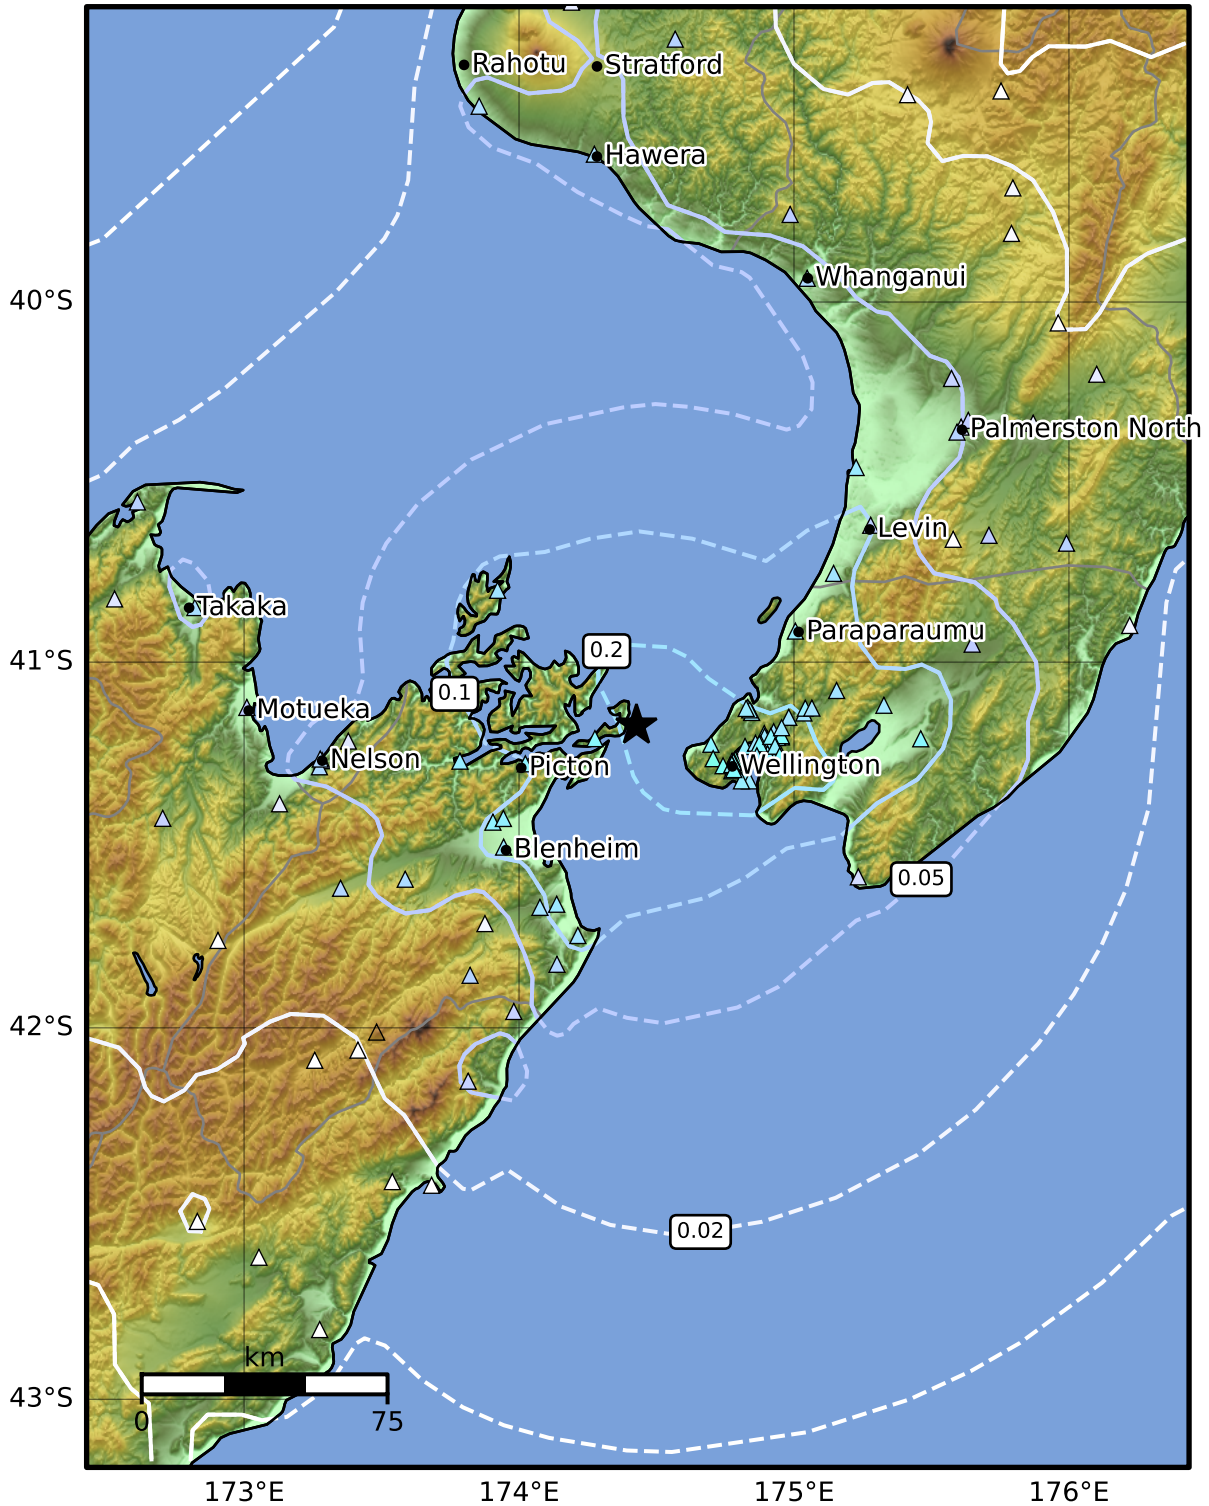 Rahotu
Stratford
Hawera
Whanganui
40°S
Palmerston North
Levin
Takaka
Paraparaumu
0.2
41°S
0.1
Motueka
Nelson
Picton
Wellington
Blenheim
0.05
42°S
0.02
km
43°S
0
75
173°E
174°E
175°E
176°E